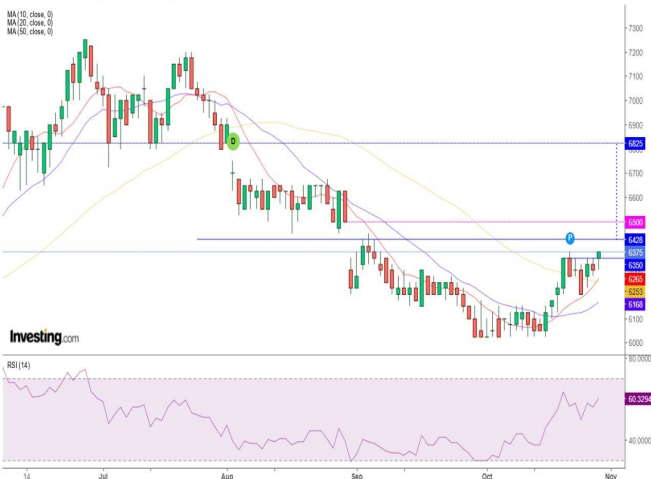 MA (10, close, 0)
MA (20, close, 0)
MA (50, close, 0)
7300
7200
7100
7000
6900
6825
D
6700
6600
6500
6428
P
6375
6350
6265
6253
6168
6100
6000
Investing.com
RSI (14)
80.0000
60.3294
40.0000
14 Jul Aug Sep Oct Nov